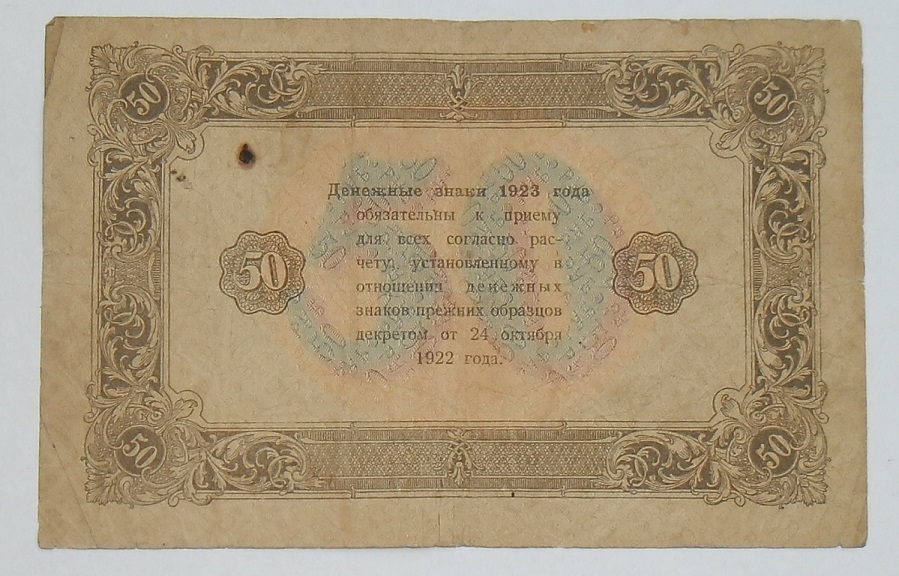 50 50
Денежные знаки 1923 года
обязательны к приему
для всех согласно рас-
чету, установленному в
отношении денежных
знаков прежних образцов
декретом от 24 октября
1922 года.
50 50
50 50